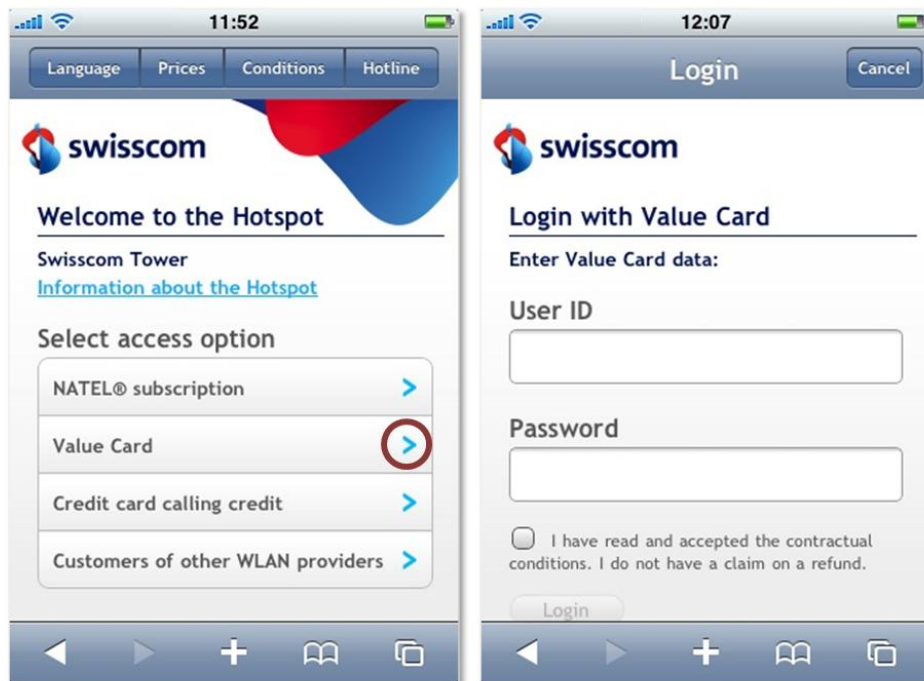 11:52
Language Prices Conditions Hotline
swisscom
Welcome to the Hotspot
Swisscom Tower
Information about the Hotspot
Select access option
NATEL® subscription
Value Card
Credit card calling credit
Customers of other WLAN providers
12:07
Login Cancel
swisscom
Login with Value Card
Enter Value Card data:
User ID
Password
I have read and accepted the contractual
conditions. I do not have a claim on a refund.
Login